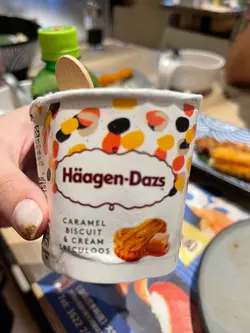 Häagen-Dazs
CARAMEL
BISCUIT
& CREAM
SPECULOOS